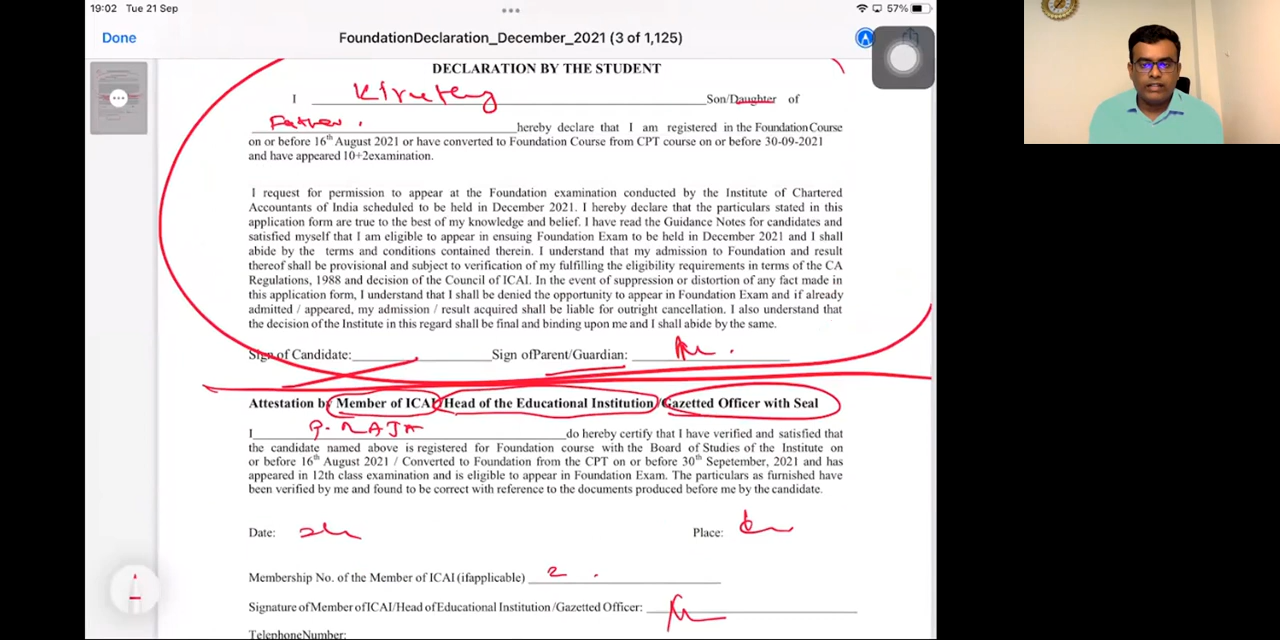 19:02 Tue 21 Sep
57%
Done
FoundationDeclaration_December_2021 (3 of 1,125)
DECLARATION BY THE STUDENT
I Son/Daughter of
Father. hereby declare that I am registered in the Foundation Course
on or before 16th August 2021 or have converted to Foundation Course from CPT course on or before 30-09-2021
and have appeared 10+2examination.
I request for permission to appear at the Foundation examination conducted by the Institute of Chartered
Accountants of India scheduled to be held in December 2021. I hereby declare that the particulars stated in this
application form are true to the best of my knowledge and belief. I have read the Guidance Notes for candidates and
satisfied myself that I am eligible to appear in ensuing Foundation Exam to be held in December 2021 and I shall
abide by the terms and conditions contained therein. I understand that my admission to Foundation and result
thereof shall be provisional and subject to verification of my fulfilling the eligibility requirements in terms of the CA
Regulations, 1988 and decision of the Council of ICAI. In the event of suppression or distortion of any fact made in
this application form, I understand that I shall be denied the opportunity to appear in Foundation Exam and if already
admitted / appeared, my admission / result acquired shall be liable for outright cancellation. I also understand that
the decision of the Institute in this regard shall be final and binding upon me and I shall abide by the same.
Sign of Candidate: Sign ofParent/Guardian:
Attestation by Member of ICAI/Head of the Educational Institution/Gazetted Officer with Seal
I P. RAJA do hereby certify that I have verified and satisfied that
the candidate named above is registered for Foundation course with the Board of Studies of the Institute on
or before 16th August 2021 / Converted to Foundation from the CPT on or before 30th Sepetember, 2021 and has
appeared in 12th class examination and is eligible to appear in Foundation Exam. The particulars as furnished have
been verified by me and found to be correct with reference to the documents produced before me by the candidate.
Date: Place:
Membership No. of the Member of ICAI (ifapplicable) 2
Signature of Member ofICAI/Head of Educational Institution /Gazetted Officer:
TelephoneNumber: